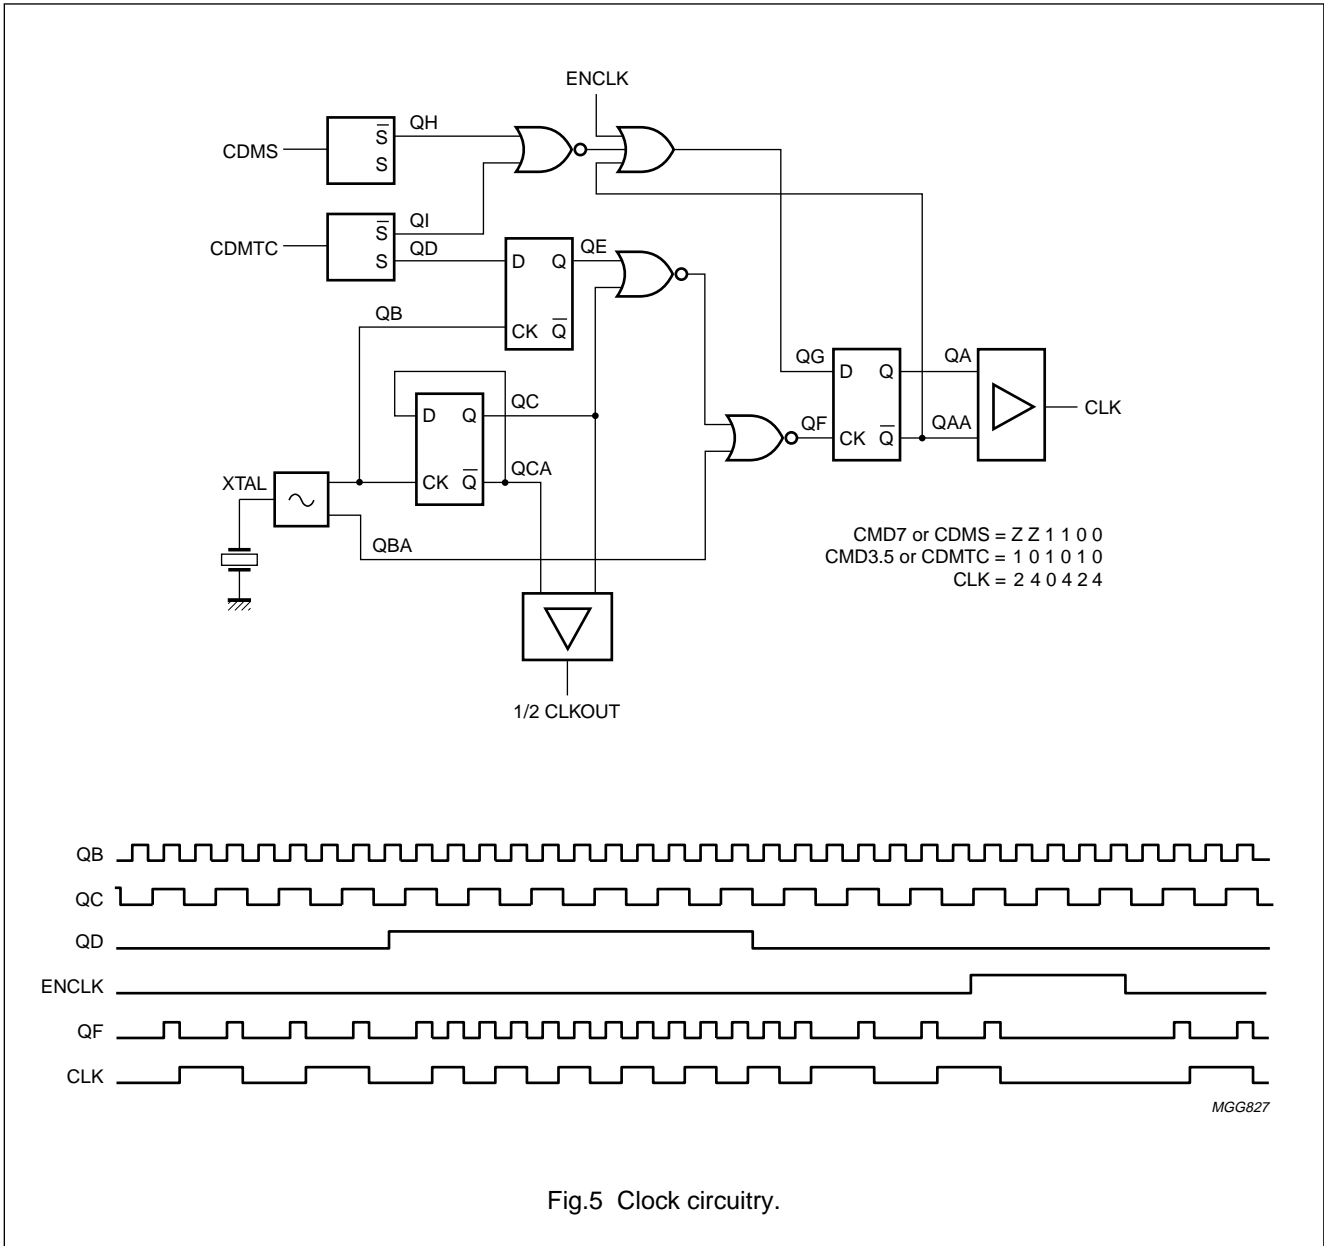 ENCLK
CDMS
S
S
QH
CDMTC
S
S
QI
QD
QB
D Q
CK Q
QE
D Q
CK Q
QC
QCA
XTAL
QBA
QG
QF
D Q
CK Q
QA
QAA
CLK
CMD7 or CDMS = Z Z 1 1 0 0
CMD3.5 or CDMTC = 1 0 1 0 1 0
CLK = 2 4 0 4 2 4
1/2 CLKOUT
QB
QC
QD
ENCLK
QF
CLK
MGG827
Fig.5 Clock circuitry.